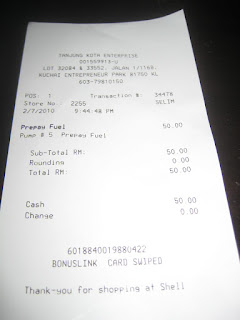 TANJUNG KOTA ENTERPRISE
001569913-U
LOT 32084 & 33552, JALAN 1/116B,
KUCHAI ENTREPRENEUR PARK 81750 KL
603-79810150
POS: 1 Transaction #: 34478
Store No.: 2255 SELIM
2/7/2010 9:44:48 PM
Prepay Fuel 50.00
Pump # 5 Prepay Fuel
Sub-Total RM: 50.00
Rounding 0.00
Total RM: 50.00
Cash 50.00
Change 0.00
6018840019880422
BONUSLINK CARD SWIPED
Thank-you for shopping at Shell